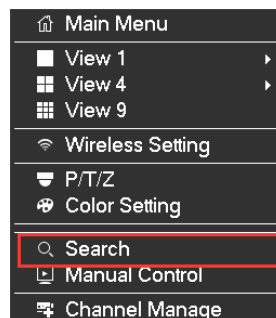 Main Menu
View 1
View 4
View 9
Wireless Setting
P/T/Z
Color Setting
Search
Manual Control
Channel Manage